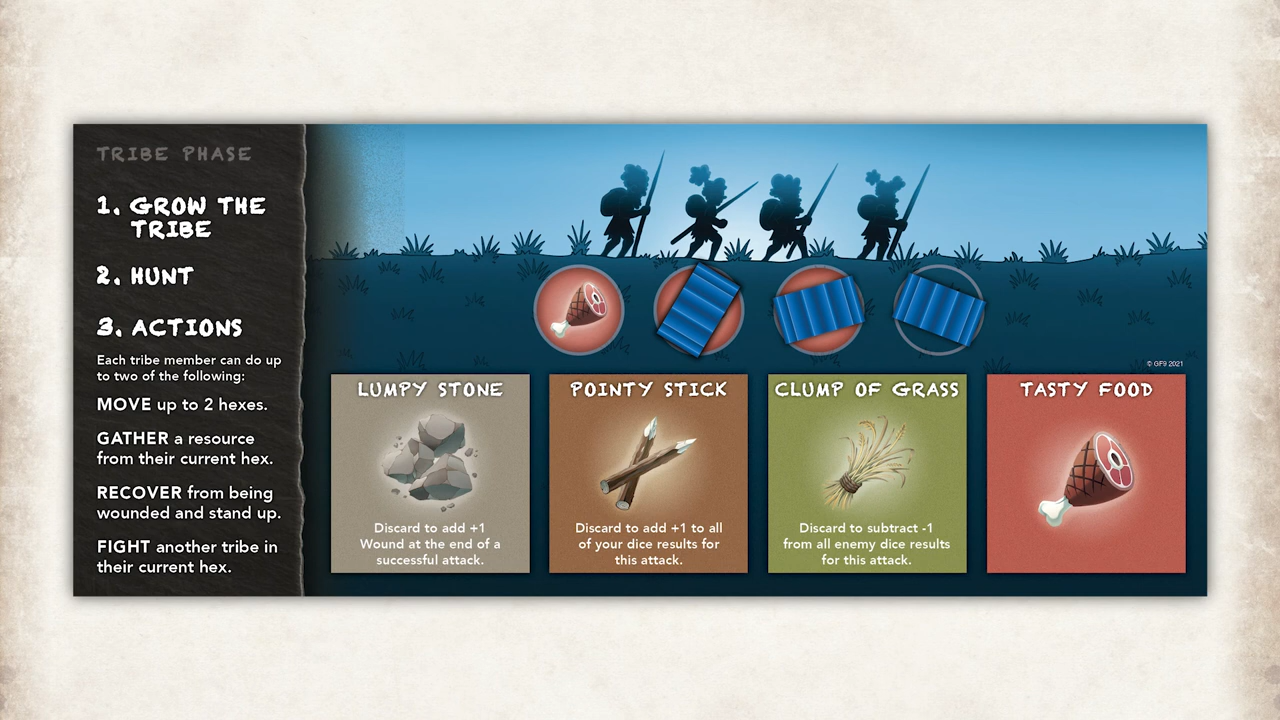 TRIBE PHASE
1. GROW THE
TRIBE
2. HUNT
3. ACTIONS
Each tribe member can do up
to two of the following:
MOVE up to 2 hexes.
GATHER a resource
from their current hex.
RECOVER from being
wounded and stand up.
FIGHT another tribe in
their current hex.
© GF9 2021
LUMPY STONE
Discard to add +1
Wound at the end of a
successful attack.
POINTY STICK
Discard to add +1 to all
of your dice results for
this attack.
CLUMP OF GRASS
Discard to subtract -1
from all enemy dice results
for this attack.
TASTY FOOD